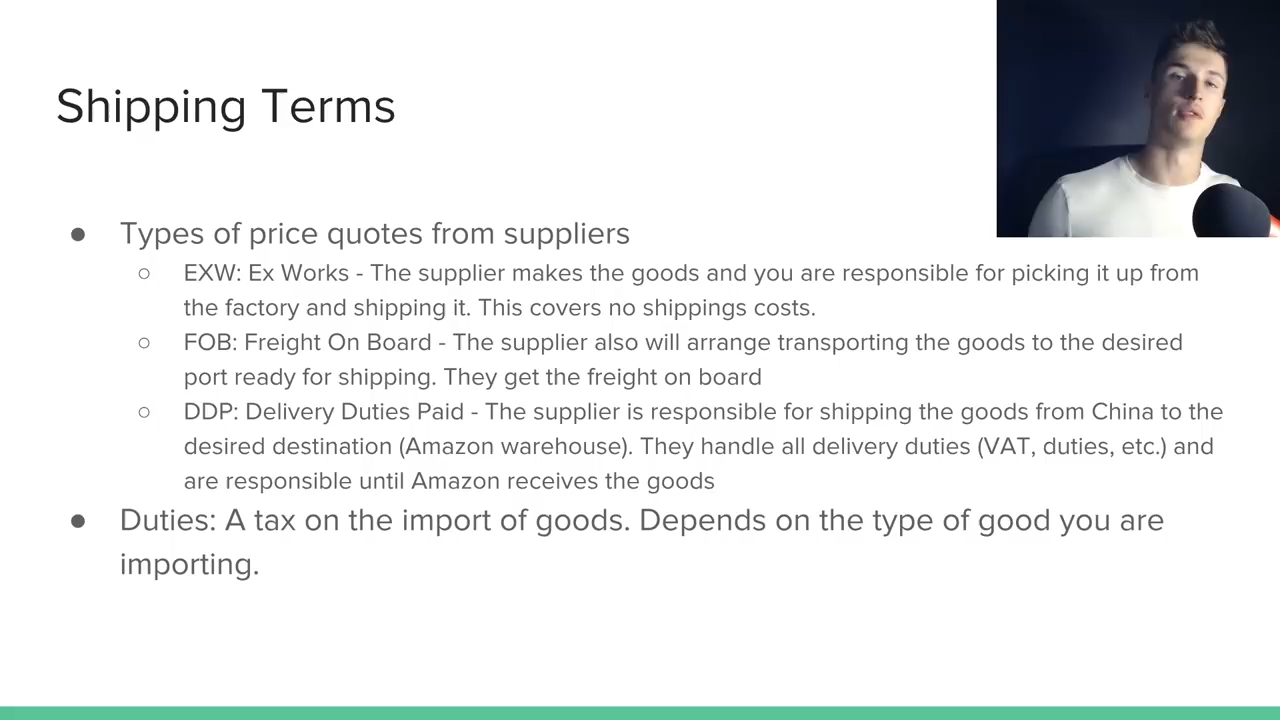 Shipping Terms
● Types of price quotes from suppliers
○ EXW: Ex Works - The supplier makes the goods and you are responsible for picking it up from
the factory and shipping it. This covers no shippings costs.
○ FOB: Freight On Board - The supplier also will arrange transporting the goods to the desired
port ready for shipping. They get the freight on board
○ DDP: Delivery Duties Paid - The supplier is responsible for shipping the goods from China to the
desired destination (Amazon warehouse). They handle all delivery duties (VAT, duties, etc.) and
are responsible until Amazon receives the goods
● Duties: A tax on the import of goods. Depends on the type of good you are
importing.